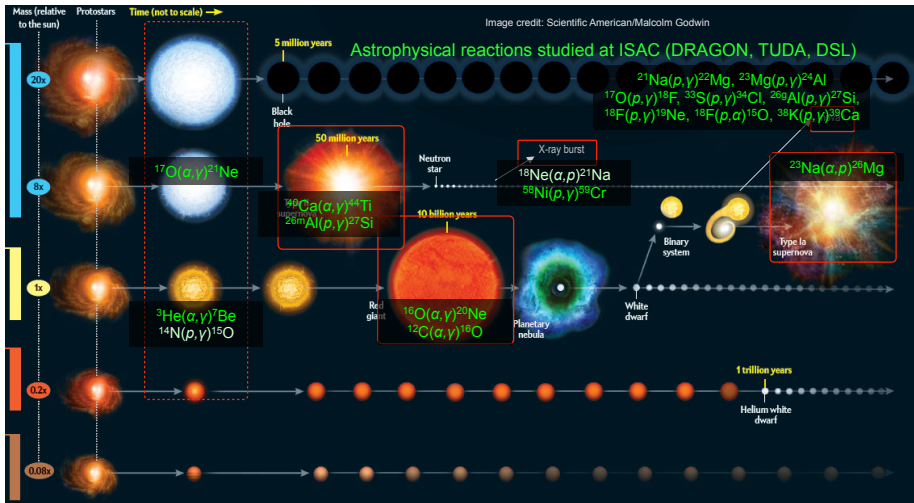 Mass (relative
to the sun)
Protostars
Time (not to scale)
Image credit: Scientific American/Malcolm Godwin
5 million years
Astrophysical reactions studied at ISAC (DRAGON, TUDA, DSL)
20x
²¹Na(p,γ)²²Mg, ²³Mg(p,γ)²⁴Al
¹⁷O(p,γ)¹⁸F, ³³S(p,γ)³⁴Cl, ²⁶ᵍAl(p,γ)²⁷Si,
¹⁸F(p,γ)¹⁹Ne, ¹⁸F(p,α)¹⁵O, ³⁸K(p,γ)³⁹Ca
Black
hole
50 million years
X-ray burst
Neutron
star
8x
¹⁷O(α,γ)²¹Ne
¹⁸Ne(α,p)²¹Na
⁵⁸Ni(p,γ)⁵⁹Cr
²³Na(α,p)²⁶Mg
⁴⁰Ca(α,γ)⁴⁴Ti
supernova
²⁶ᵐAl(p,γ)²⁷Si
10 billion years
Binary
system
Type Ia
supernova
1x
³He(α,γ)⁷Be
¹⁴N(p,γ)¹⁵O
Red
giant
¹⁶O(α,γ)²⁰Ne
¹²C(α,γ)¹⁶O
Planetary
nebula
White
dwarf
1 trillion years
0.2x
Helium white
dwarf
0.08x